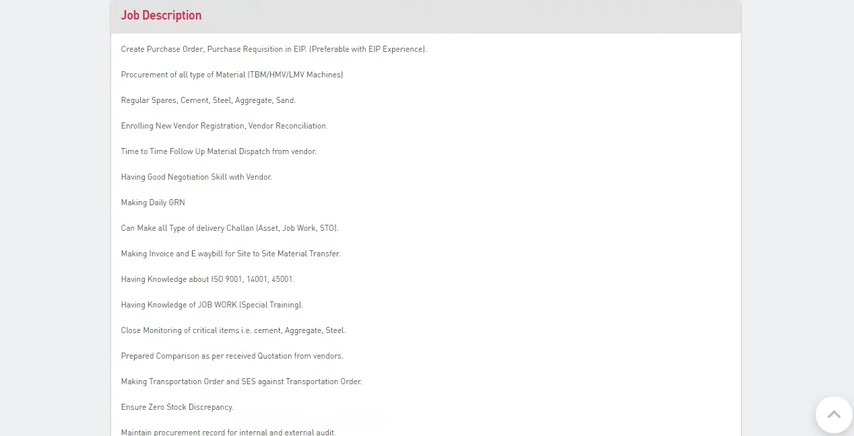 Job Description
Create Purchase Order, Purchase Requisition in EIP. (Preferable with EIP Experience).
Procurement of all type of Material (TBM/HMV/LMV Machines)
Regular Spares, Cement, Steel, Aggregate, Sand.
Enrolling New Vendor Registration, Vendor Reconciliation.
Time to Time Follow Up Material Dispatch from vendor.
Having Good Negotiation Skill with Vendor.
Making Daily GRN
Can Make all Type of delivery Challan (Asset, Job Work, STO).
Making Invoice and E waybill for Site to Site Material Transfer.
Having Knowledge about ISO 9001, 14001, 45001.
Having Knowledge of JOB WORK (Special Training).
Close Monitoring of critical items i.e. cement, Aggregate, Steel.
Prepared Comparison as per received Quotation from vendors.
Making Transportation Order and SES against Transportation Order.
Ensure Zero Stock Discrepancy.
Maintain procurement record for internal and external audit.